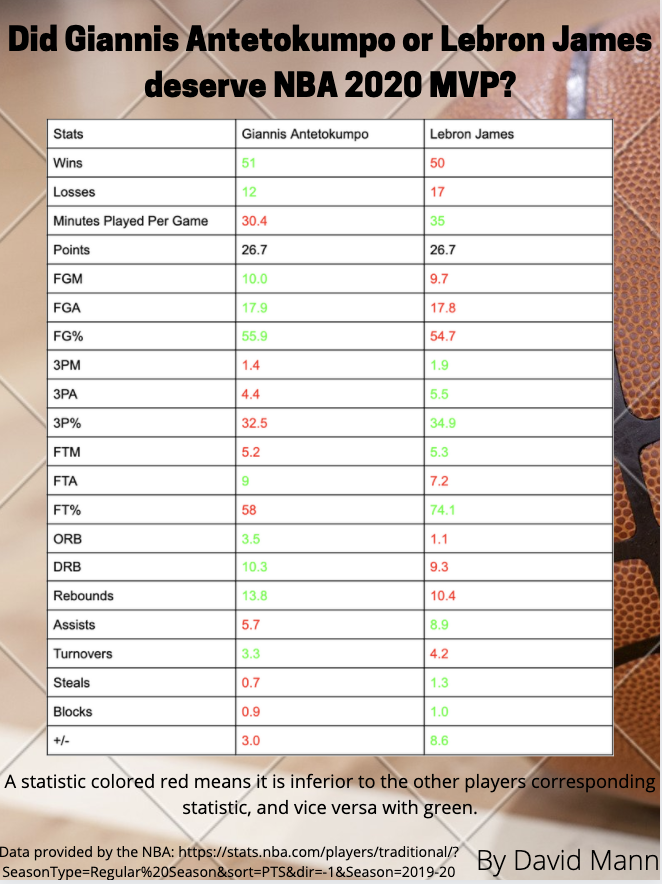 Did Giannis Antetokumpo or Lebron James
deserve NBA 2020 MVP?
Stats Giannis Antetokumpo Lebron James
Wins 51 50
Losses 12 17
Minutes Played Per Game 30.4 35
Points 26.7 26.7
FGM 10.0 9.7
FGA 17.9 17.8
FG% 55.9 54.7
3PM 1.4 1.9
3PA 4.4 5.5
3P% 32.5 34.9
FTM 5.2 5.3
FTA 9 7.2
FT% 58 74.1
ORB 3.5 1.1
DRB 10.3 9.3
Rebounds 13.8 10.4
Assists 5.7 8.9
Turnovers 3.3 4.2
Steals 0.7 1.3
Blocks 0.9 1.0
+/- 3.0 8.6
A statistic colored red means it is inferior to the other players corresponding
statistic, and vice versa with green.
Data provided by the NBA: https://stats.nba.com/players/traditional/?
SeasonType=Regular%20Season&sort=PTS&dir=-1&Season=2019-20
By David Mann